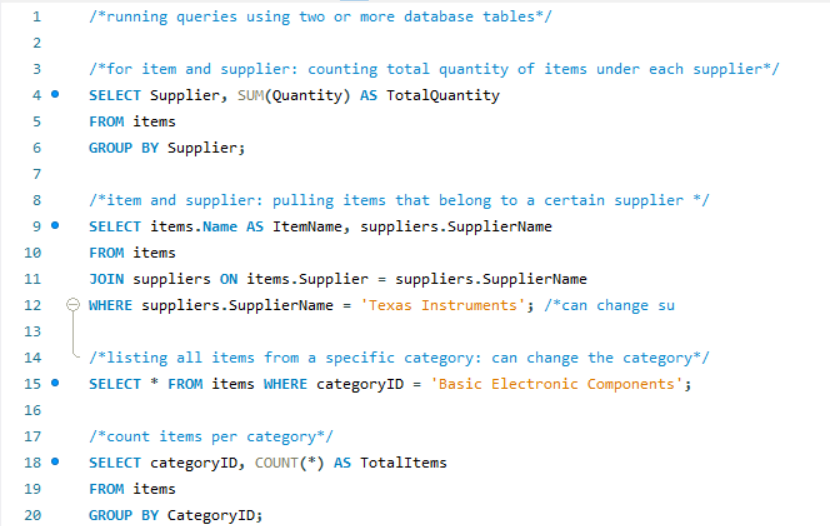 1 /*running queries using two or more database tables*/
2
3 /*for item and supplier: counting total quantity of items under each supplier*/
4 SELECT Supplier, SUM(Quantity) AS TotalQuantity
5 FROM items
6 GROUP BY Supplier;
7
8 /*item and supplier: pulling items that belong to a certain supplier */
9 SELECT items.Name AS ItemName, suppliers.SupplierName
10 FROM items
11 JOIN suppliers ON items.Supplier = suppliers.SupplierName
12 WHERE suppliers.SupplierName = 'Texas Instruments'; /*can change su
13
14 /*listing all items from a specific category: can change the category*/
15 SELECT * FROM items WHERE categoryID = 'Basic Electronic Components';
16
17 /*count items per category*/
18 SELECT categoryID, COUNT(*) AS TotalItems
19 FROM items
20 GROUP BY CategoryID;